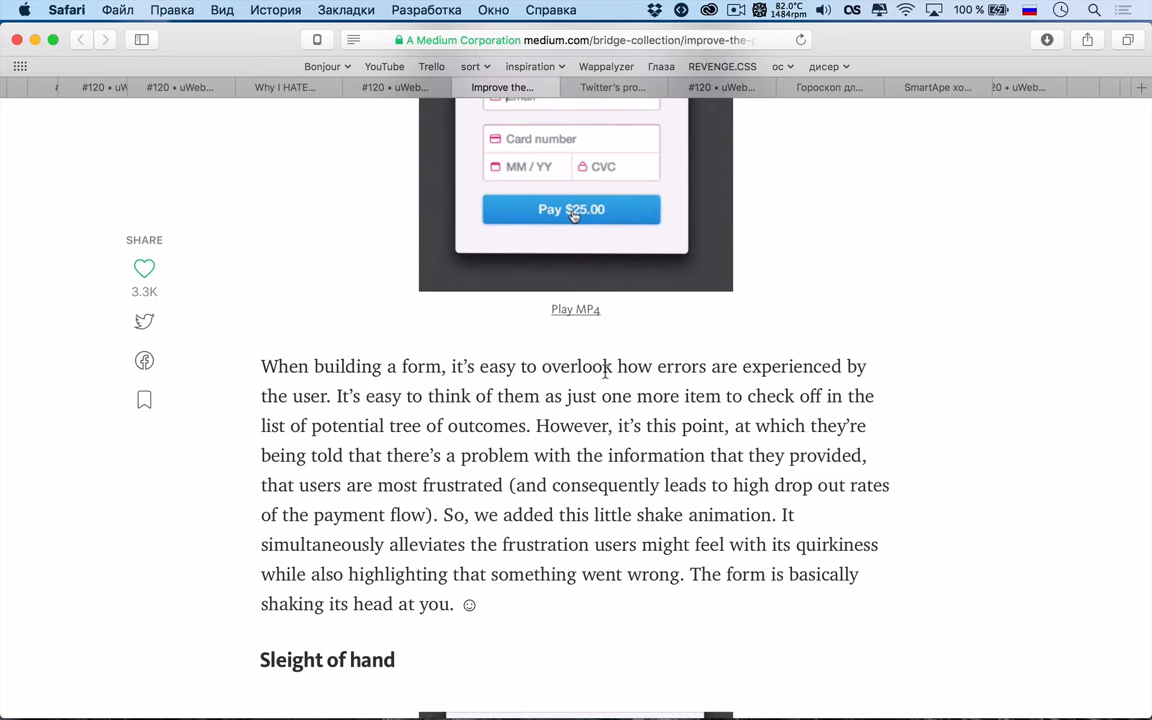 Safari Файл Правка Вид История Закладки Разработка Окно Справка 82.0°C 1484rpm 100 %
A Medium Corporation medium.com/bridge-collection/improve-the-p
Bonjour YouTube Trello sort inspiration Wappalyzer Глаза REVENGE.CSS ос дисер
#120 • uW #120 • uWeb... Why I HATE... #120 • uWeb... Improve the... Twitter's pro... #120 • uWeb... Гороскоп дл... SmartApe хо... 20 • uWeb...
Email
Card number
MM / YY CVC
Pay $25.00
SHARE
3.3K
Play MP4
When building a form, it’s easy to overlook how errors are experienced by
the user. It’s easy to think of them as just one more item to check off in the
list of potential tree of outcomes. However, it’s this point, at which they’re
being told that there’s a problem with the information that they provided,
that users are most frustrated (and consequently leads to high drop out rates
of the payment flow). So, we added this little shake animation. It
simultaneously alleviates the frustration users might feel with its quirkiness
while also highlighting that something went wrong. The form is basically
shaking its head at you. ☺
Sleight of hand